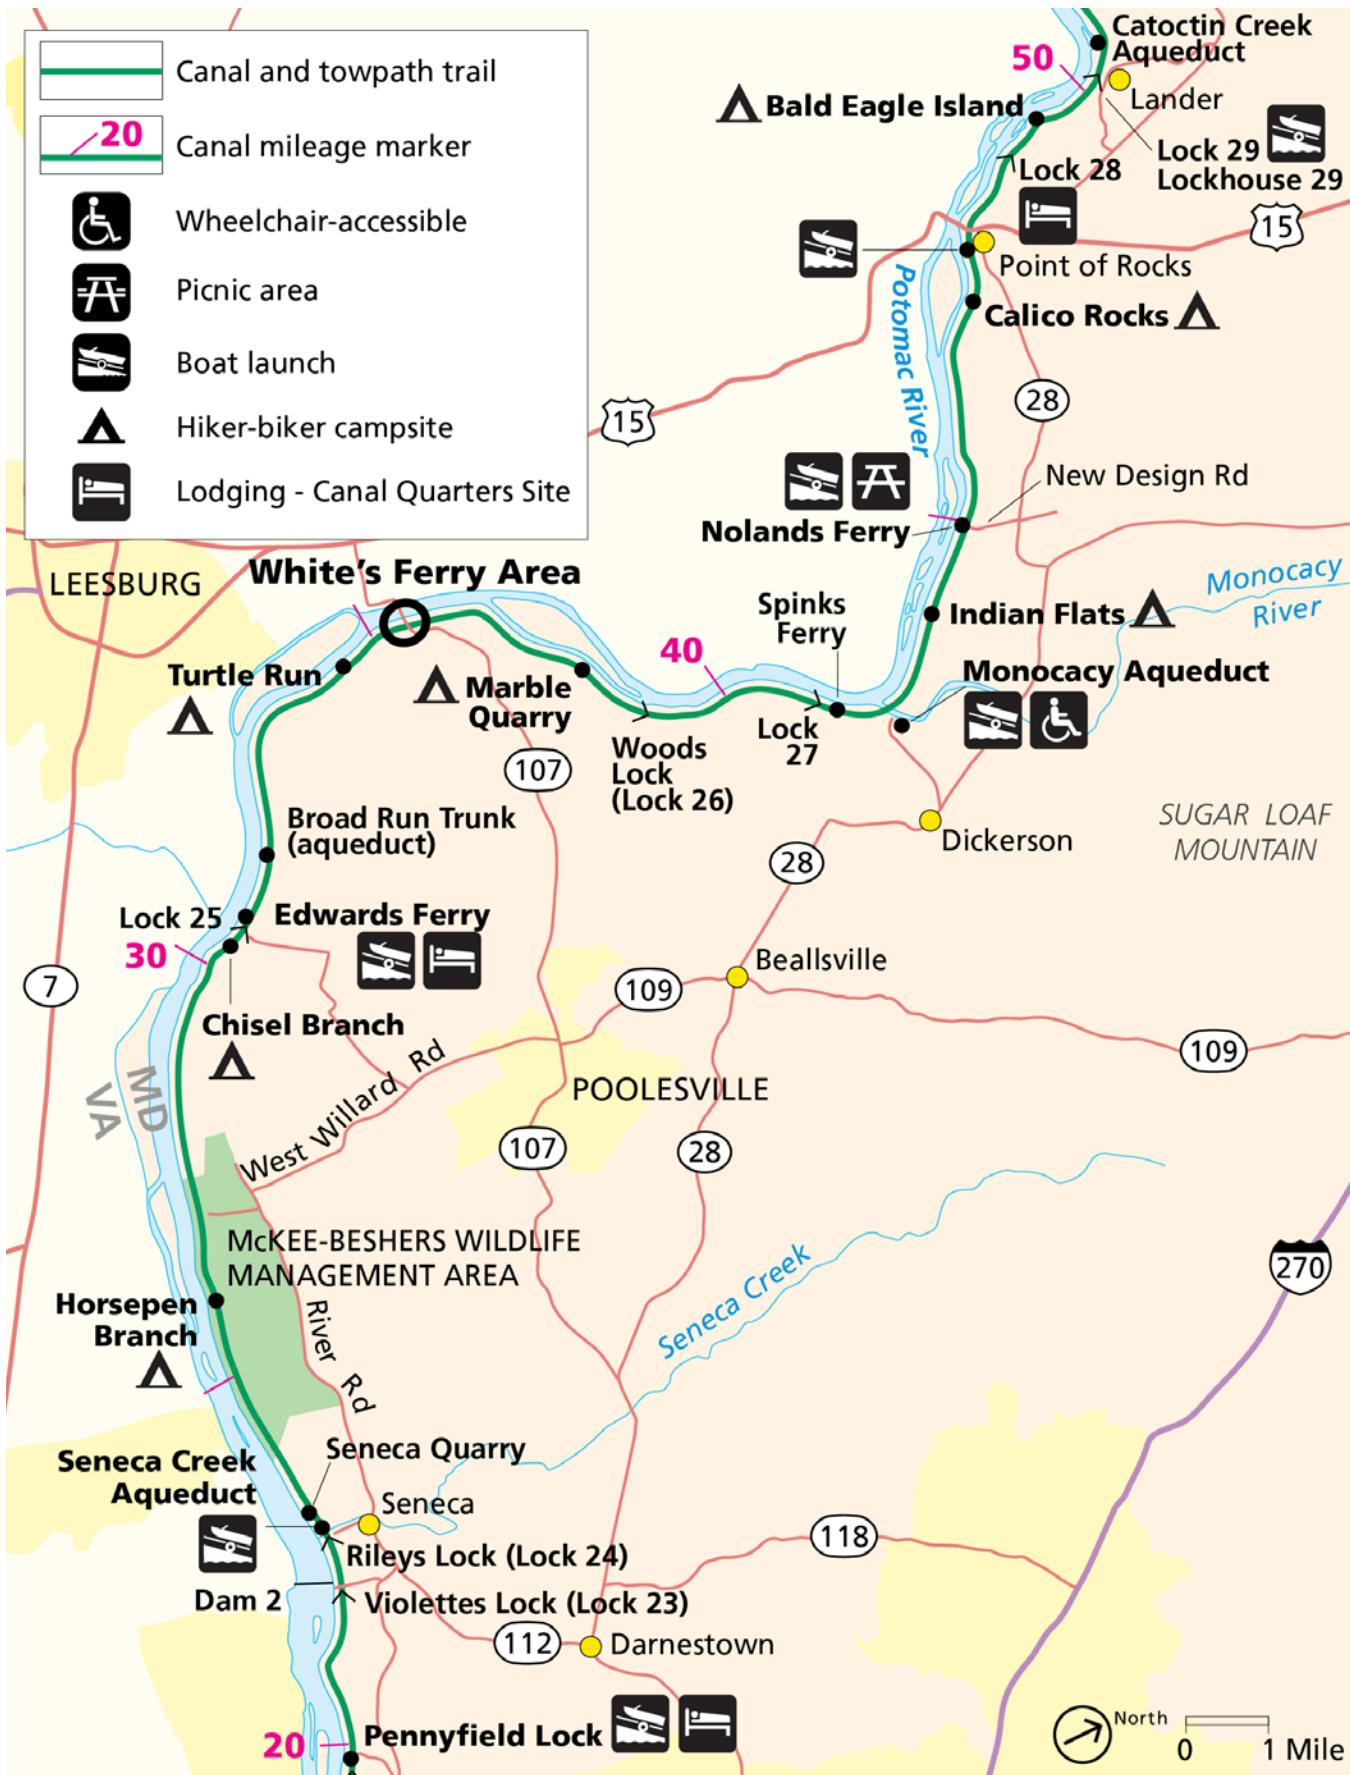 Canal and towpath trail
20
Canal mileage marker
Wheelchair-accessible
Picnic area
Boat launch
Hiker-biker campsite
Lodging - Canal Quarters Site
Catoctin Creek
Aqueduct
50
Lander
Bald Eagle Island
Lock 29
Lockhouse 29
Lock 28
15
Point of Rocks
Potomac River
Calico Rocks
28
15
New Design Rd
Nolands Ferry
Monocacy
River
LEESBURG
White's Ferry Area
Spinks
Ferry
Indian Flats
40
Turtle Run
Marble
Quarry
Monocacy Aqueduct
Lock
27
Woods
Lock
(Lock 26)
107
Broad Run Trunk
(aqueduct)
SUGAR LOAF
MOUNTAIN
Dickerson
28
Lock 25
Edwards Ferry
30
Beallsville
7
109
Chisel Branch
109
West Willard Rd
MD
VA
POOLESVILLE
107
28
McKEE-BESHERS WILDLIFE
MANAGEMENT AREA
Seneca Creek
270
Horsepen
Branch
River Rd
Seneca Quarry
Seneca Creek
Aqueduct
Seneca
118
Rileys Lock (Lock 24)
Dam 2
Violettes Lock (Lock 23)
112
Darnestown
Pennyfield Lock
20
North
0
1 Mile